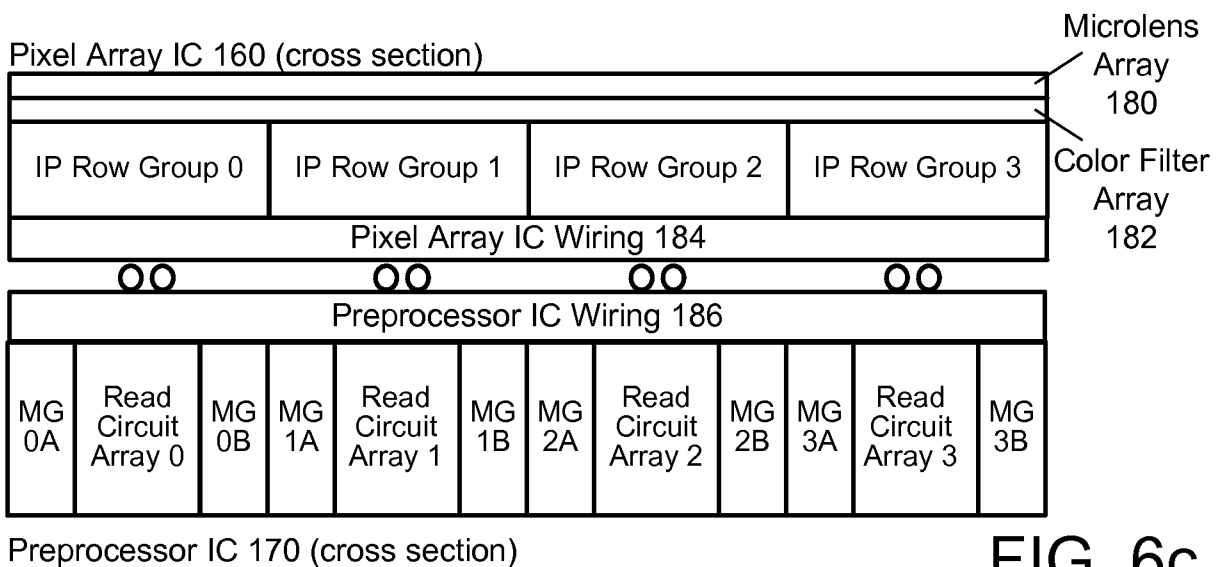 Microlens
Array
180
Pixel Array IC 160 (cross section)
IP Row Group 0 IP Row Group 1 IP Row Group 2 IP Row Group 3
Color Filter
Array
182
Pixel Array IC Wiring 184
Preprocessor IC Wiring 186
MG
0A
Read
Circuit
Array 0
MG
0B
MG
1A
Read
Circuit
Array 1
MG
1B
MG
2A
Read
Circuit
Array 2
MG
2B
MG
3A
Read
Circuit
Array 3
MG
3B
Preprocessor IC 170 (cross section)
FIG. 6c